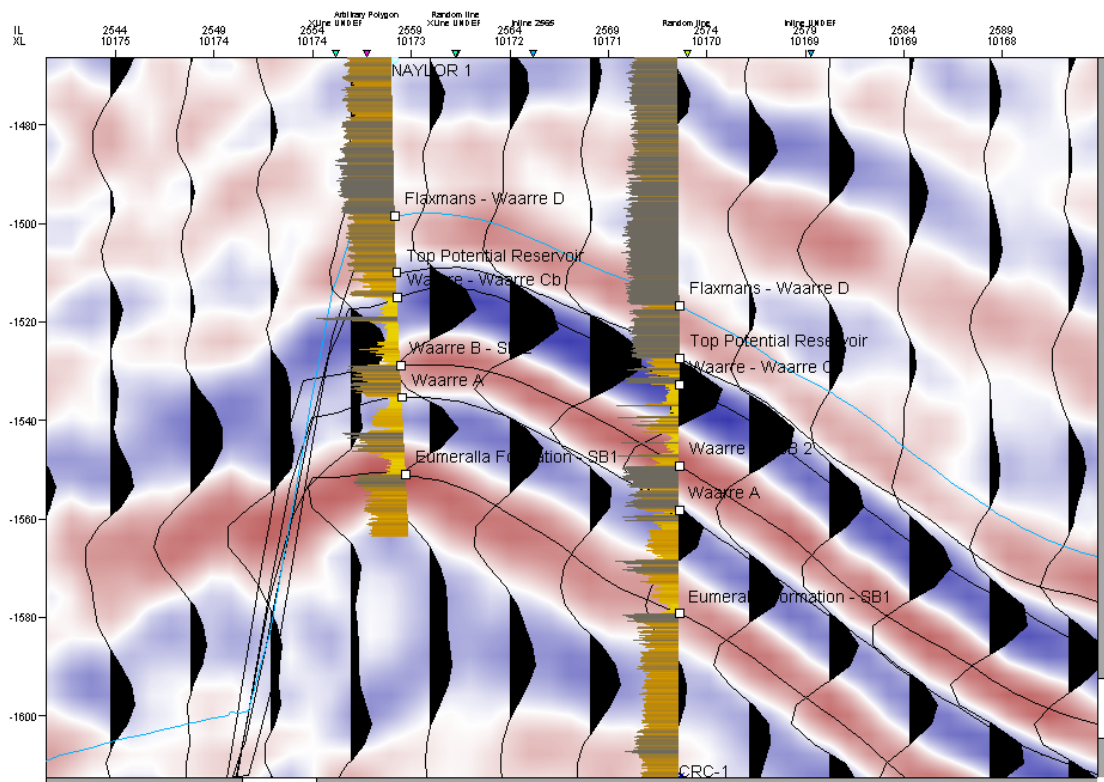 Arbitrary Polygon Random line
IL XLine UNDEF XLine UNDEF Inline 2565 Random line Inline UNDEF
2544 2549 2554 2559 2564 2569 2574 2579 2584 2589
XL 10175 10174 10174 10173 10172 10171 10170 10169 10169 10168
NAYLOR 1
-1480
Flaxmans - Waarre D
-1500
Top Potential Reservoir
Waarre - Waarre Cb
Flaxmans - Waarre D
-1520
Top Potential Reservoir
Waarre B - SB 2
Waarre - Waarre C
Waarre A
-1540
Waarre 2
Eumeralla Formation - SB1
Waarre A
-1560
-1580
Eumeralla Formation - SB1
-1600
CRC-1